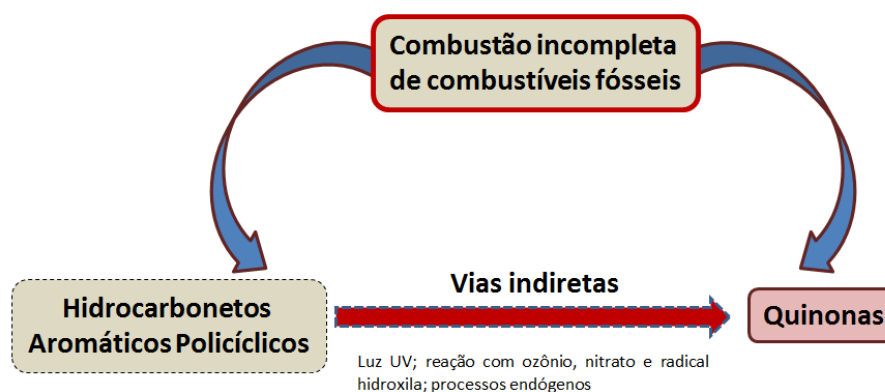 Combustão incompleta
de combustíveis fósseis
Vias indiretas
Hidrocarbonetos
Aromáticos Policíclicos
Quinonas
Luz UV; reação com ozônio, nitrato e radical
hidroxila; processos endógenos